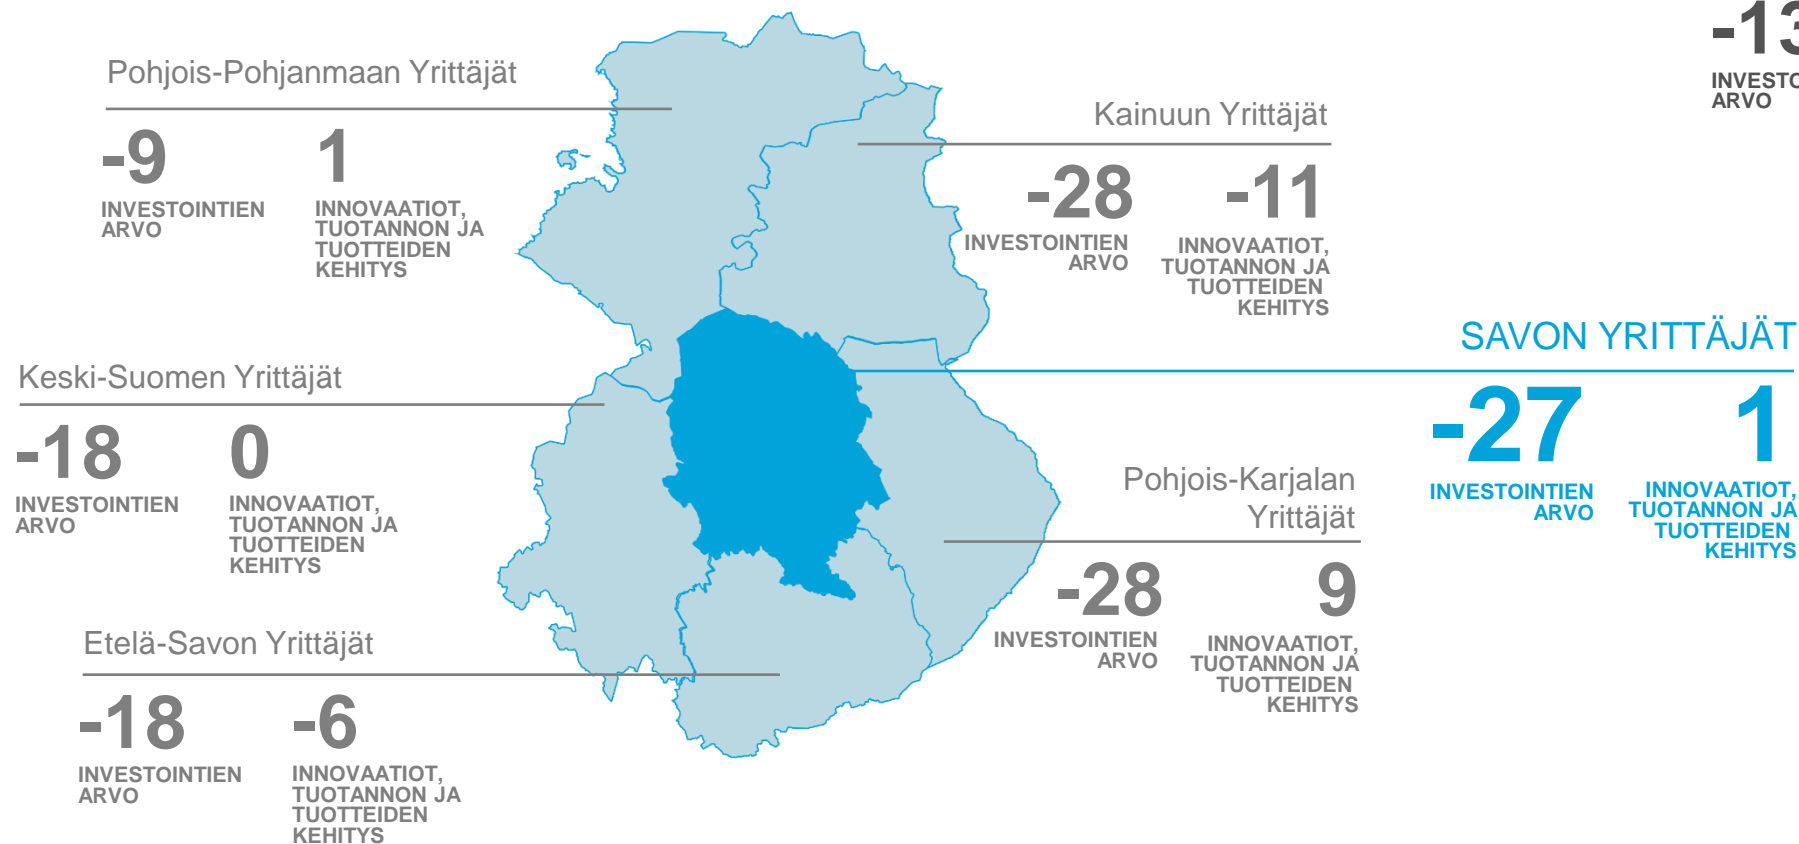 Pohjois-Pohjanmaan Yrittäjät
-9
INVESTOINTIEN
ARVO
1
INNOVAATIOT,
TUOTANNON JA
TUOTTEIDEN
KEHITYS
Kainuun Yrittäjät
-28
INVESTOINTIEN
ARVO
-11
INNOVAATIOT,
TUOTANNON JA
TUOTTEIDEN
KEHITYS
ARVO
SAVON YRITTÄJÄT
-27
INVESTOINTIEN
ARVO
1
INNOVAATIOT,
TUOTANNON JA
TUOTTEIDEN
KEHITYS
Keski-Suomen Yrittäjät
-18
INVESTOINTIEN
ARVO
0
INNOVAATIOT,
TUOTANNON JA
TUOTTEIDEN
KEHITYS
Pohjois-Karjalan
Yrittäjät
-28
INVESTOINTIEN
ARVO
9
INNOVAATIOT,
TUOTANNON JA
TUOTTEIDEN
KEHITYS
Etelä-Savon Yrittäjät
-18
INVESTOINTIEN
ARVO
-6
INNOVAATIOT,
TUOTANNON JA
TUOTTEIDEN
KEHITYS